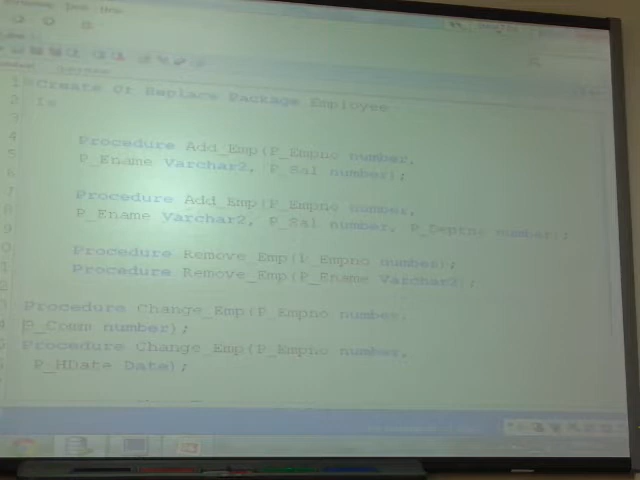 Create Or Replace Package Employee
Is
Procedure Add_Emp(P_Empno number,
P_Ename Varchar2, P_Sal number);
Procedure Add_Emp(P_Empno number,
P_Ename Varchar2, P_Sal number, P_Deptno number);
Procedure Remove_Emp(P_Empno number);
Procedure Remove_Emp(P_Ename Varchar2);
Procedure Change_Emp(P_Empno number,
P_Comm number);
Procedure Change_Emp(P_Empno number,
P_HDate Date);